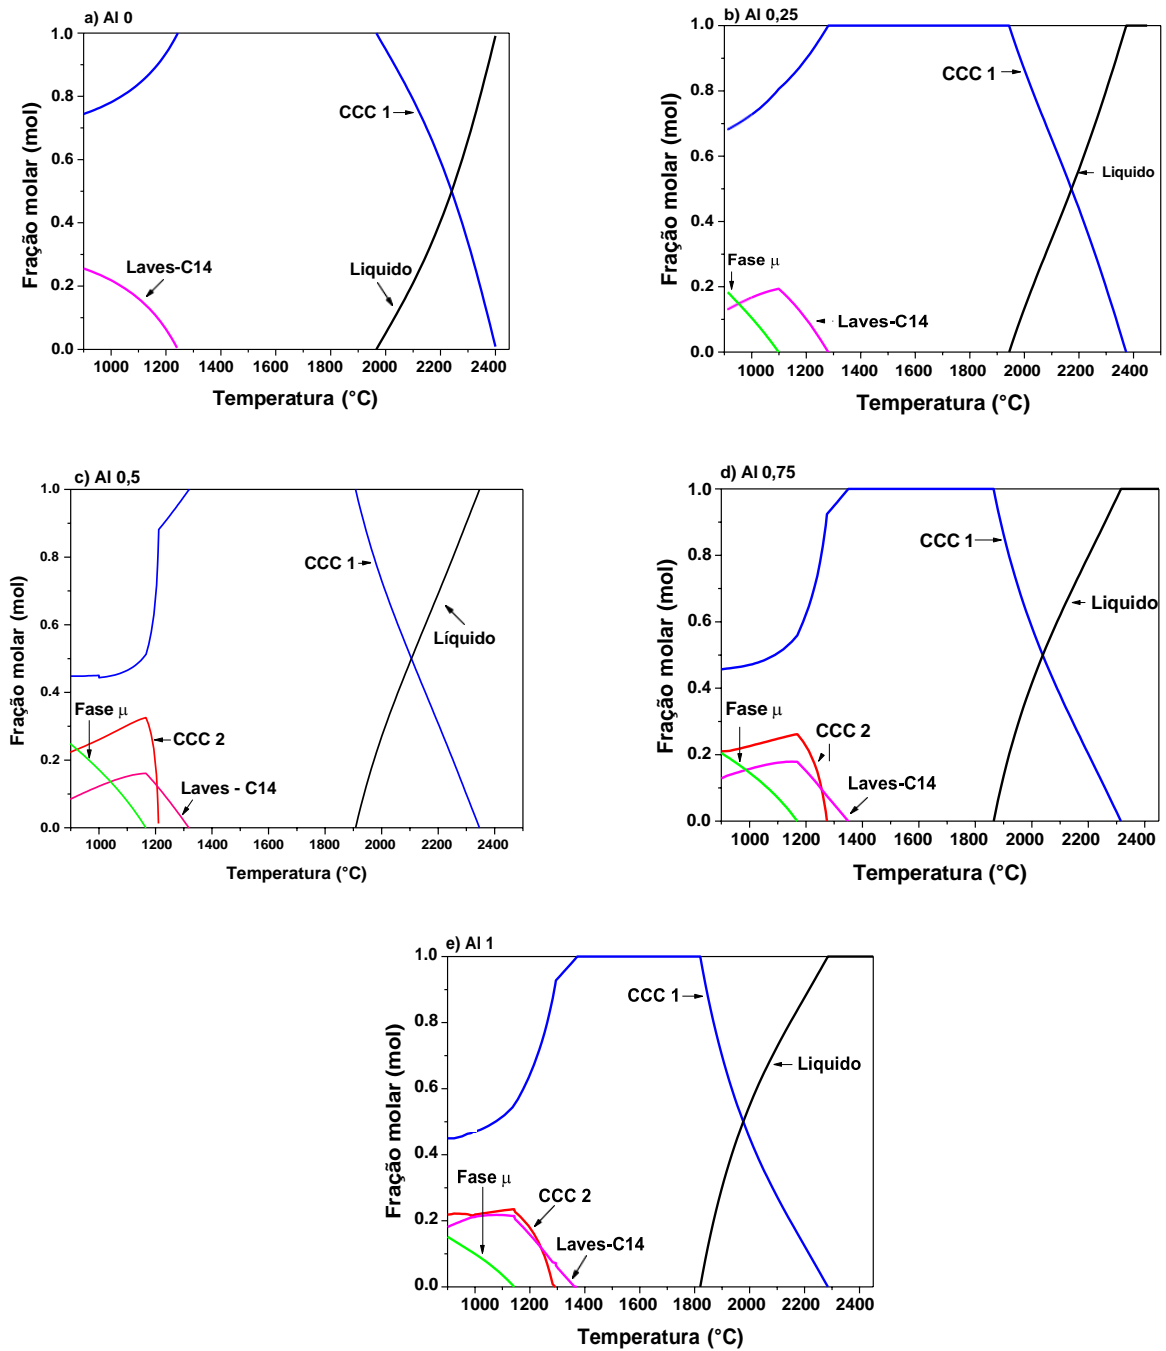 a) Al 0
1.0
0.8
0.6
0.4
0.2
0.0
Fração molar (mol)
CCC 1
Laves-C14
Liquido
1000 1200 1400 1600 1800 2000 2200 2400
Temperatura (°C)
b) Al 0,25
1.0
0.8
0.6
0.4
0.2
0.0
Fração molar (mol)
CCC 1
Liquido
Fase μ
Laves-C14
1000 1200 1400 1600 1800 2000 2200 2400
Temperatura (°C)
c) Al 0,5
1.0
0.8
0.6
0.4
0.2
0.0
Fração molar (mol)
CCC 1
Líquido
Fase μ
CCC 2
Laves - C14
1000 1200 1400 1600 1800 2000 2200 2400
Temperatura (°C)
d) Al 0,75
1.0
0.8
0.6
0.4
0.2
0.0
Fração molar (mol)
CCC 1
Liquido
Fase μ
CCC 2
Laves-C14
1000 1200 1400 1600 1800 2000 2200 2400
Temperatura (°C)
e) Al 1
1.0
0.8
0.6
0.4
0.2
0.0
Fração molar (mol)
CCC 1
Liquido
Fase μ
CCC 2
Laves-C14
1000 1200 1400 1600 1800 2000 2200 2400
Temperatura (°C)